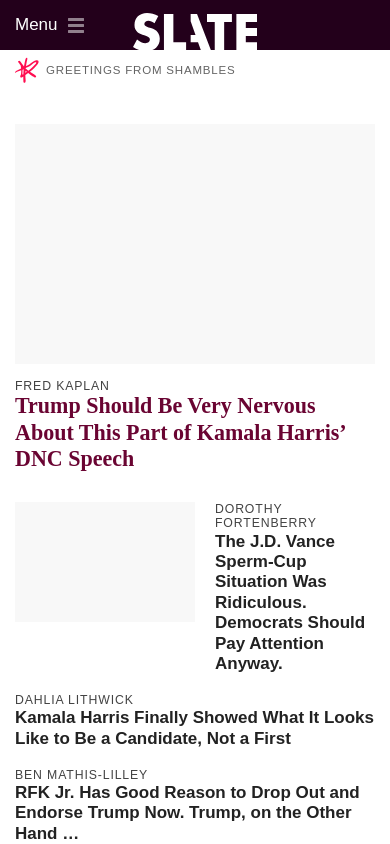 Menu
SLATE
GREETINGS FROM SHAMBLES
FRED KAPLAN
Trump Should Be Very Nervous
About This Part of Kamala Harris’
DNC Speech
DOROTHY
FORTENBERRY
The J.D. Vance
Sperm-Cup
Situation Was
Ridiculous.
Democrats Should
Pay Attention
Anyway.
DAHLIA LITHWICK
Kamala Harris Finally Showed What It Looks
Like to Be a Candidate, Not a First
BEN MATHIS-LILLEY
RFK Jr. Has Good Reason to Drop Out and
Endorse Trump Now. Trump, on the Other
Hand …